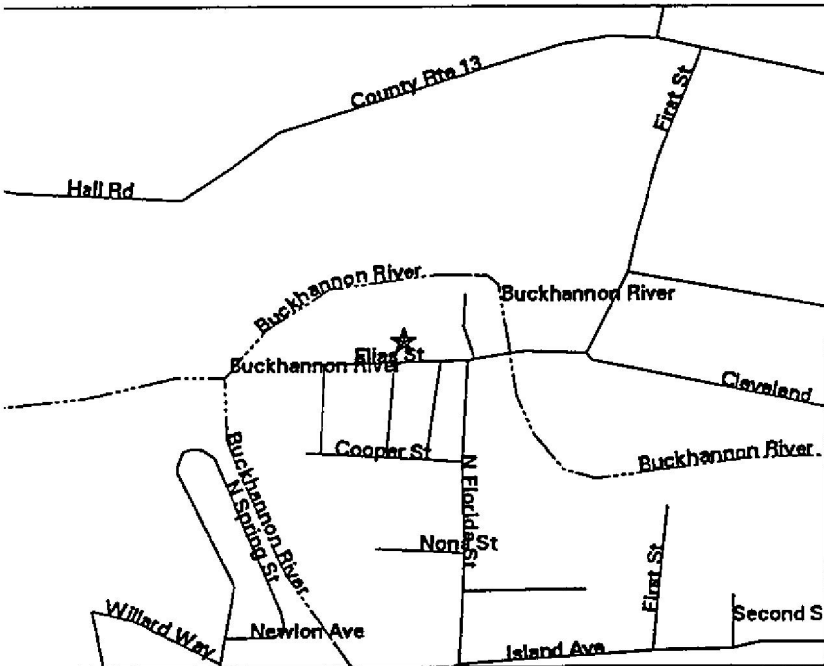 County Rte 13
First St
Hall Rd
Buckhannon River
Buckhannon River
Elias St
Buckhannon River
Cleveland
Cooper St
Buckhannon River
Buckhannon River
N Spring St
N Florida St
Nona St
First St
Second S
Willard Way
Newlon Ave
Island Ave